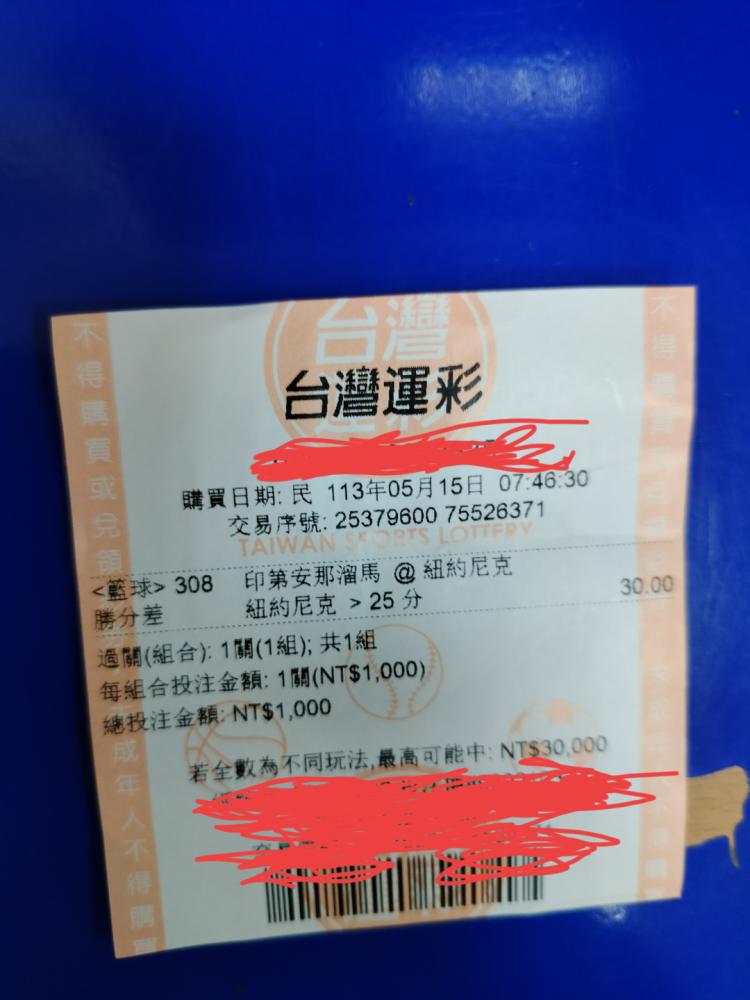 台灣
台灣運彩
購買日期: 民 113年05月15日 07:46:30
交易序號: 25379600 75526371
TAIWAN SPORTS LOTTERY
<籃球> 308 印第安那溜馬 @ 紐約尼克 30.00
勝分差 紐約尼克 > 25 分
過關(組合): 1關(1組); 共1組
每組合投注金額: 1關(NT$1,000)
總投注金額: NT$1,000
若全數為不同玩法,最高可能中: NT$30,000
不得購買或兌領
成年人不得購買
不得購買